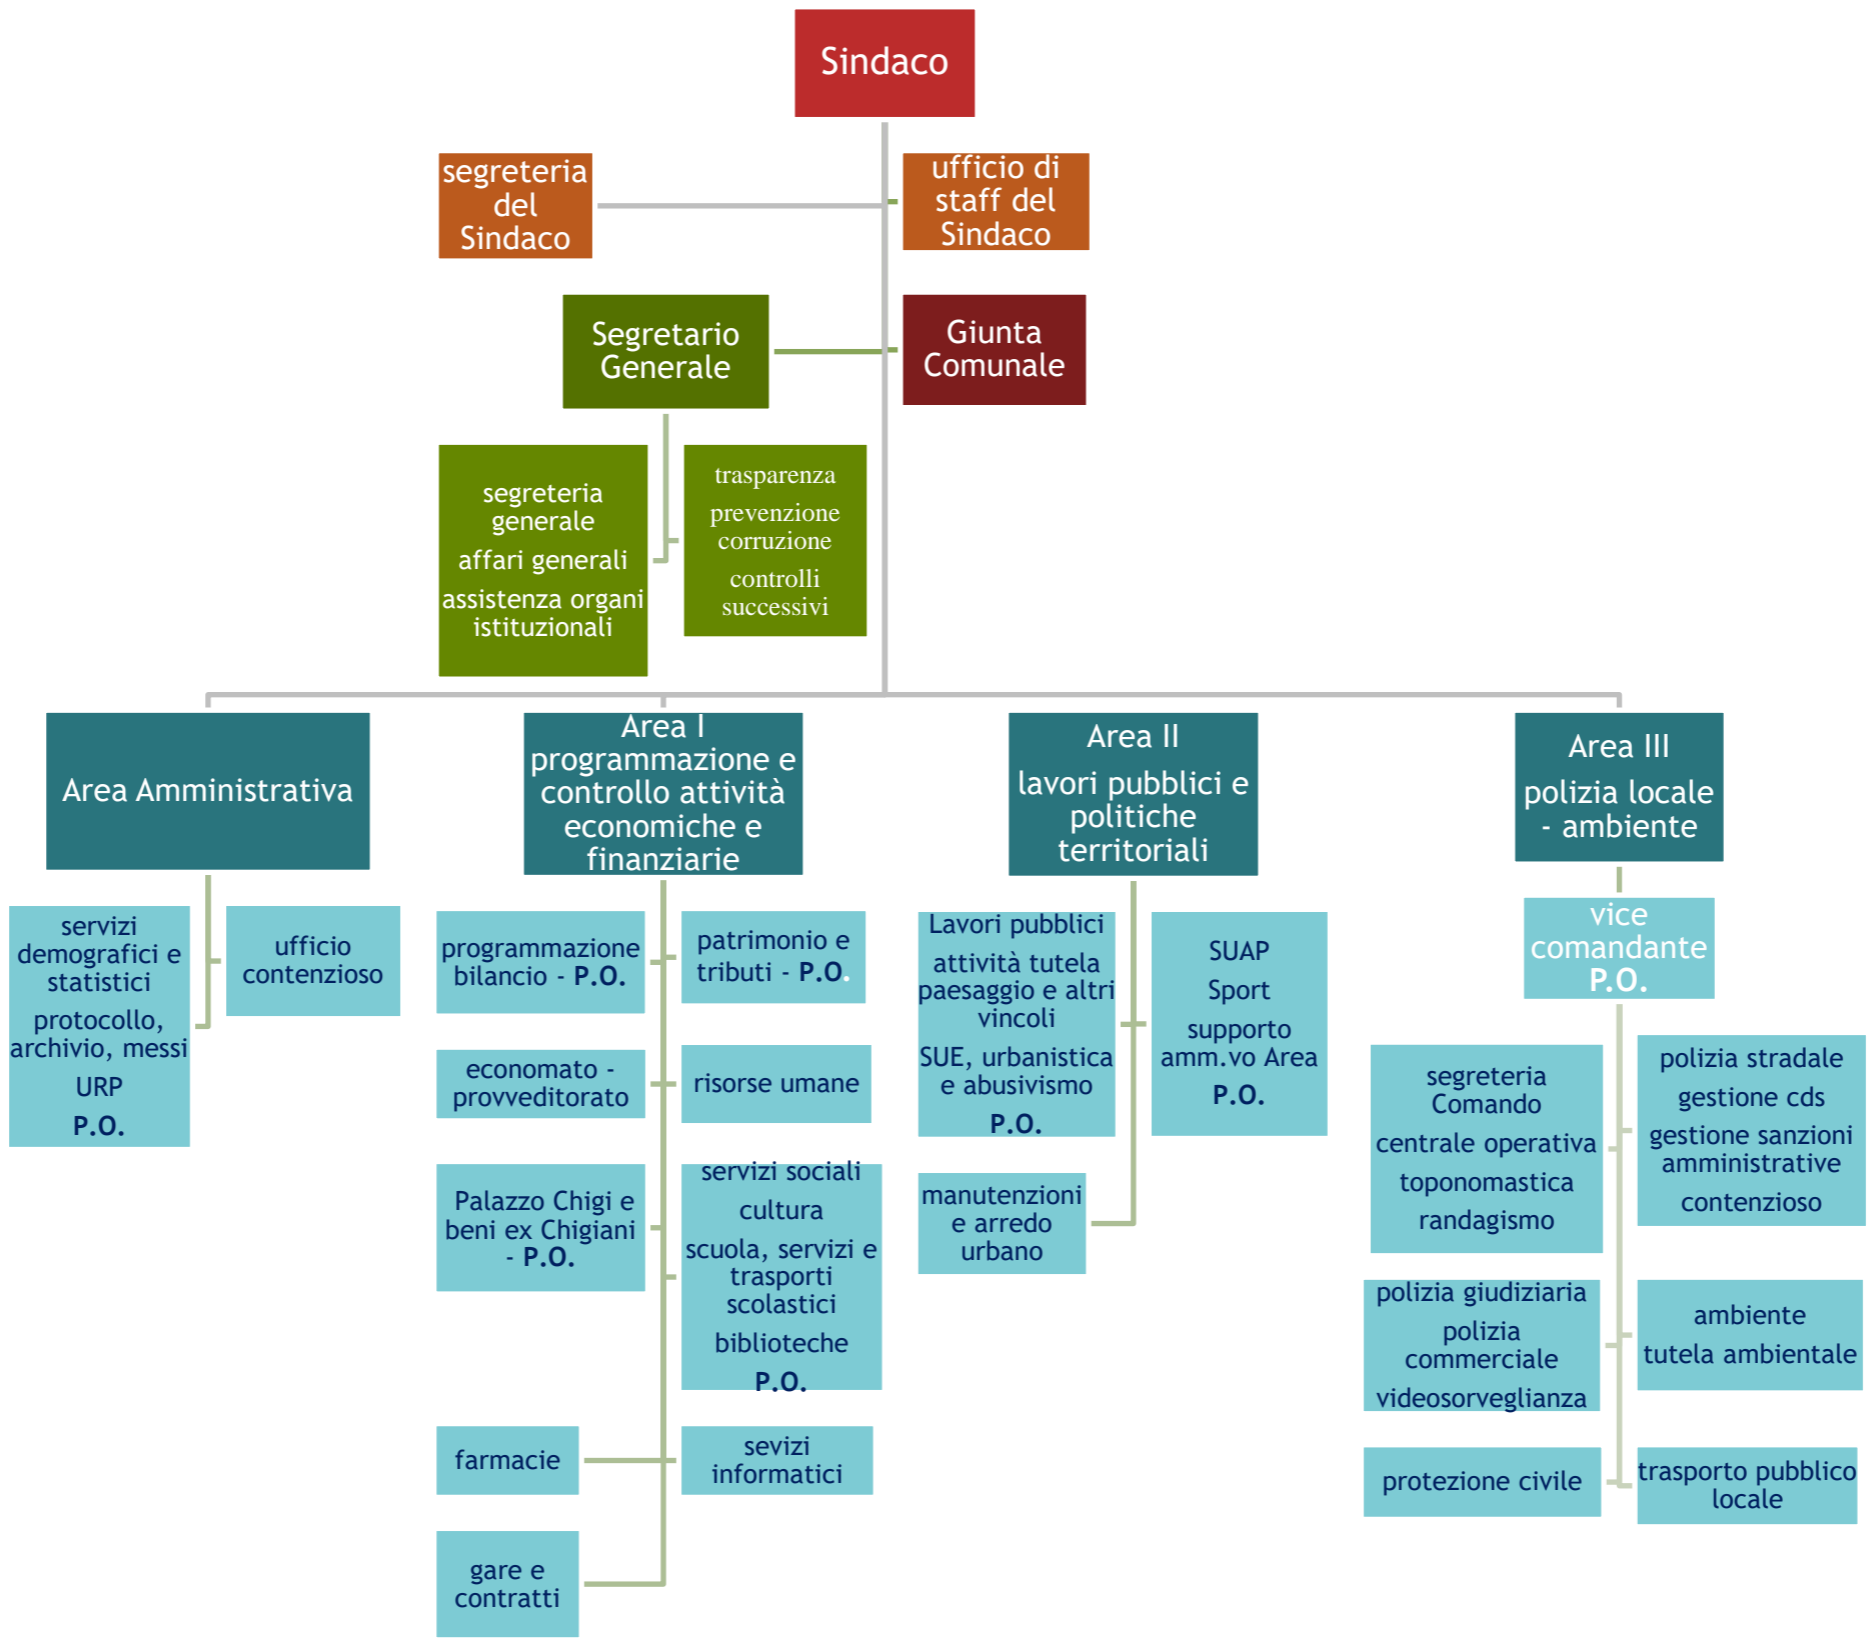 Sindaco
segreteria
del
Sindaco
ufficio di
staff del
Sindaco
Segretario
Generale
Giunta
Comunale
segreteria
generale
affari generali
assistenza organi
istituzionali
trasparenza
prevenzione
corruzione
controlli
successivi
Area Amministrativa
servizi
demografici e
statistici
protocollo,
archivio, messi
URP
P.O.
ufficio
contenzioso
Area I
programmazione e
controllo attività
economiche e
finanziarie
programmazione
bilancio - P.O.
patrimonio e
tributi - P.O.
economato -
provveditorato
risorse umane
Palazzo Chigi e
beni ex Chigiani
- P.O.
servizi sociali
cultura
scuola, servizi e
trasporti
scolastici
biblioteche
P.O.
farmacie
sevizi
informatici
gare e
contratti
Area II
lavori pubblici e
politiche
territoriali
Lavori pubblici
attività tutela
paesaggio e altri
vincoli
SUE, urbanistica
e abusivismo
P.O.
SUAP
Sport
supporto
amm.vo Area
P.O.
manutenzioni
e arredo
urbano
Area III
polizia locale
- ambiente
vice
comandante
P.O.
segreteria
Comando
centrale operativa
toponomastica
randagismo
polizia stradale
gestione cds
gestione sanzioni
amministrative
contenzioso
polizia giudiziaria
polizia
commerciale
videosorveglianza
ambiente
tutela ambientale
protezione civile
trasporto pubblico
locale